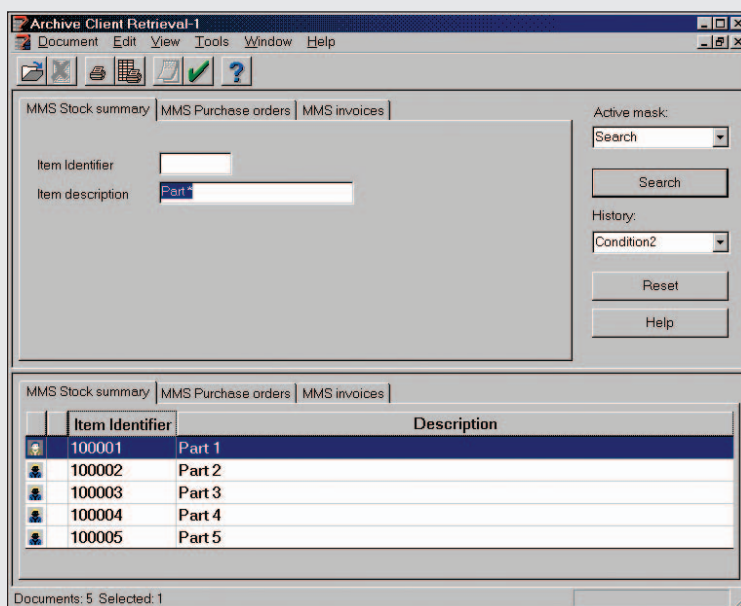 Archive Client Retrieval-1
Document Edit View Tools Window Help
MMS Stock summary MMS Purchase orders MMS invoices
Active mask:
Search
Item Identifier
Search
Item description Part*
History:
Condition2
Reset
Help
MMS Stock summary MMS Purchase orders MMS invoices
Item Identifier Description
100001 Part 1
100002 Part 2
100003 Part 3
100004 Part 4
100005 Part 5
Documents: 5 Selected: 1